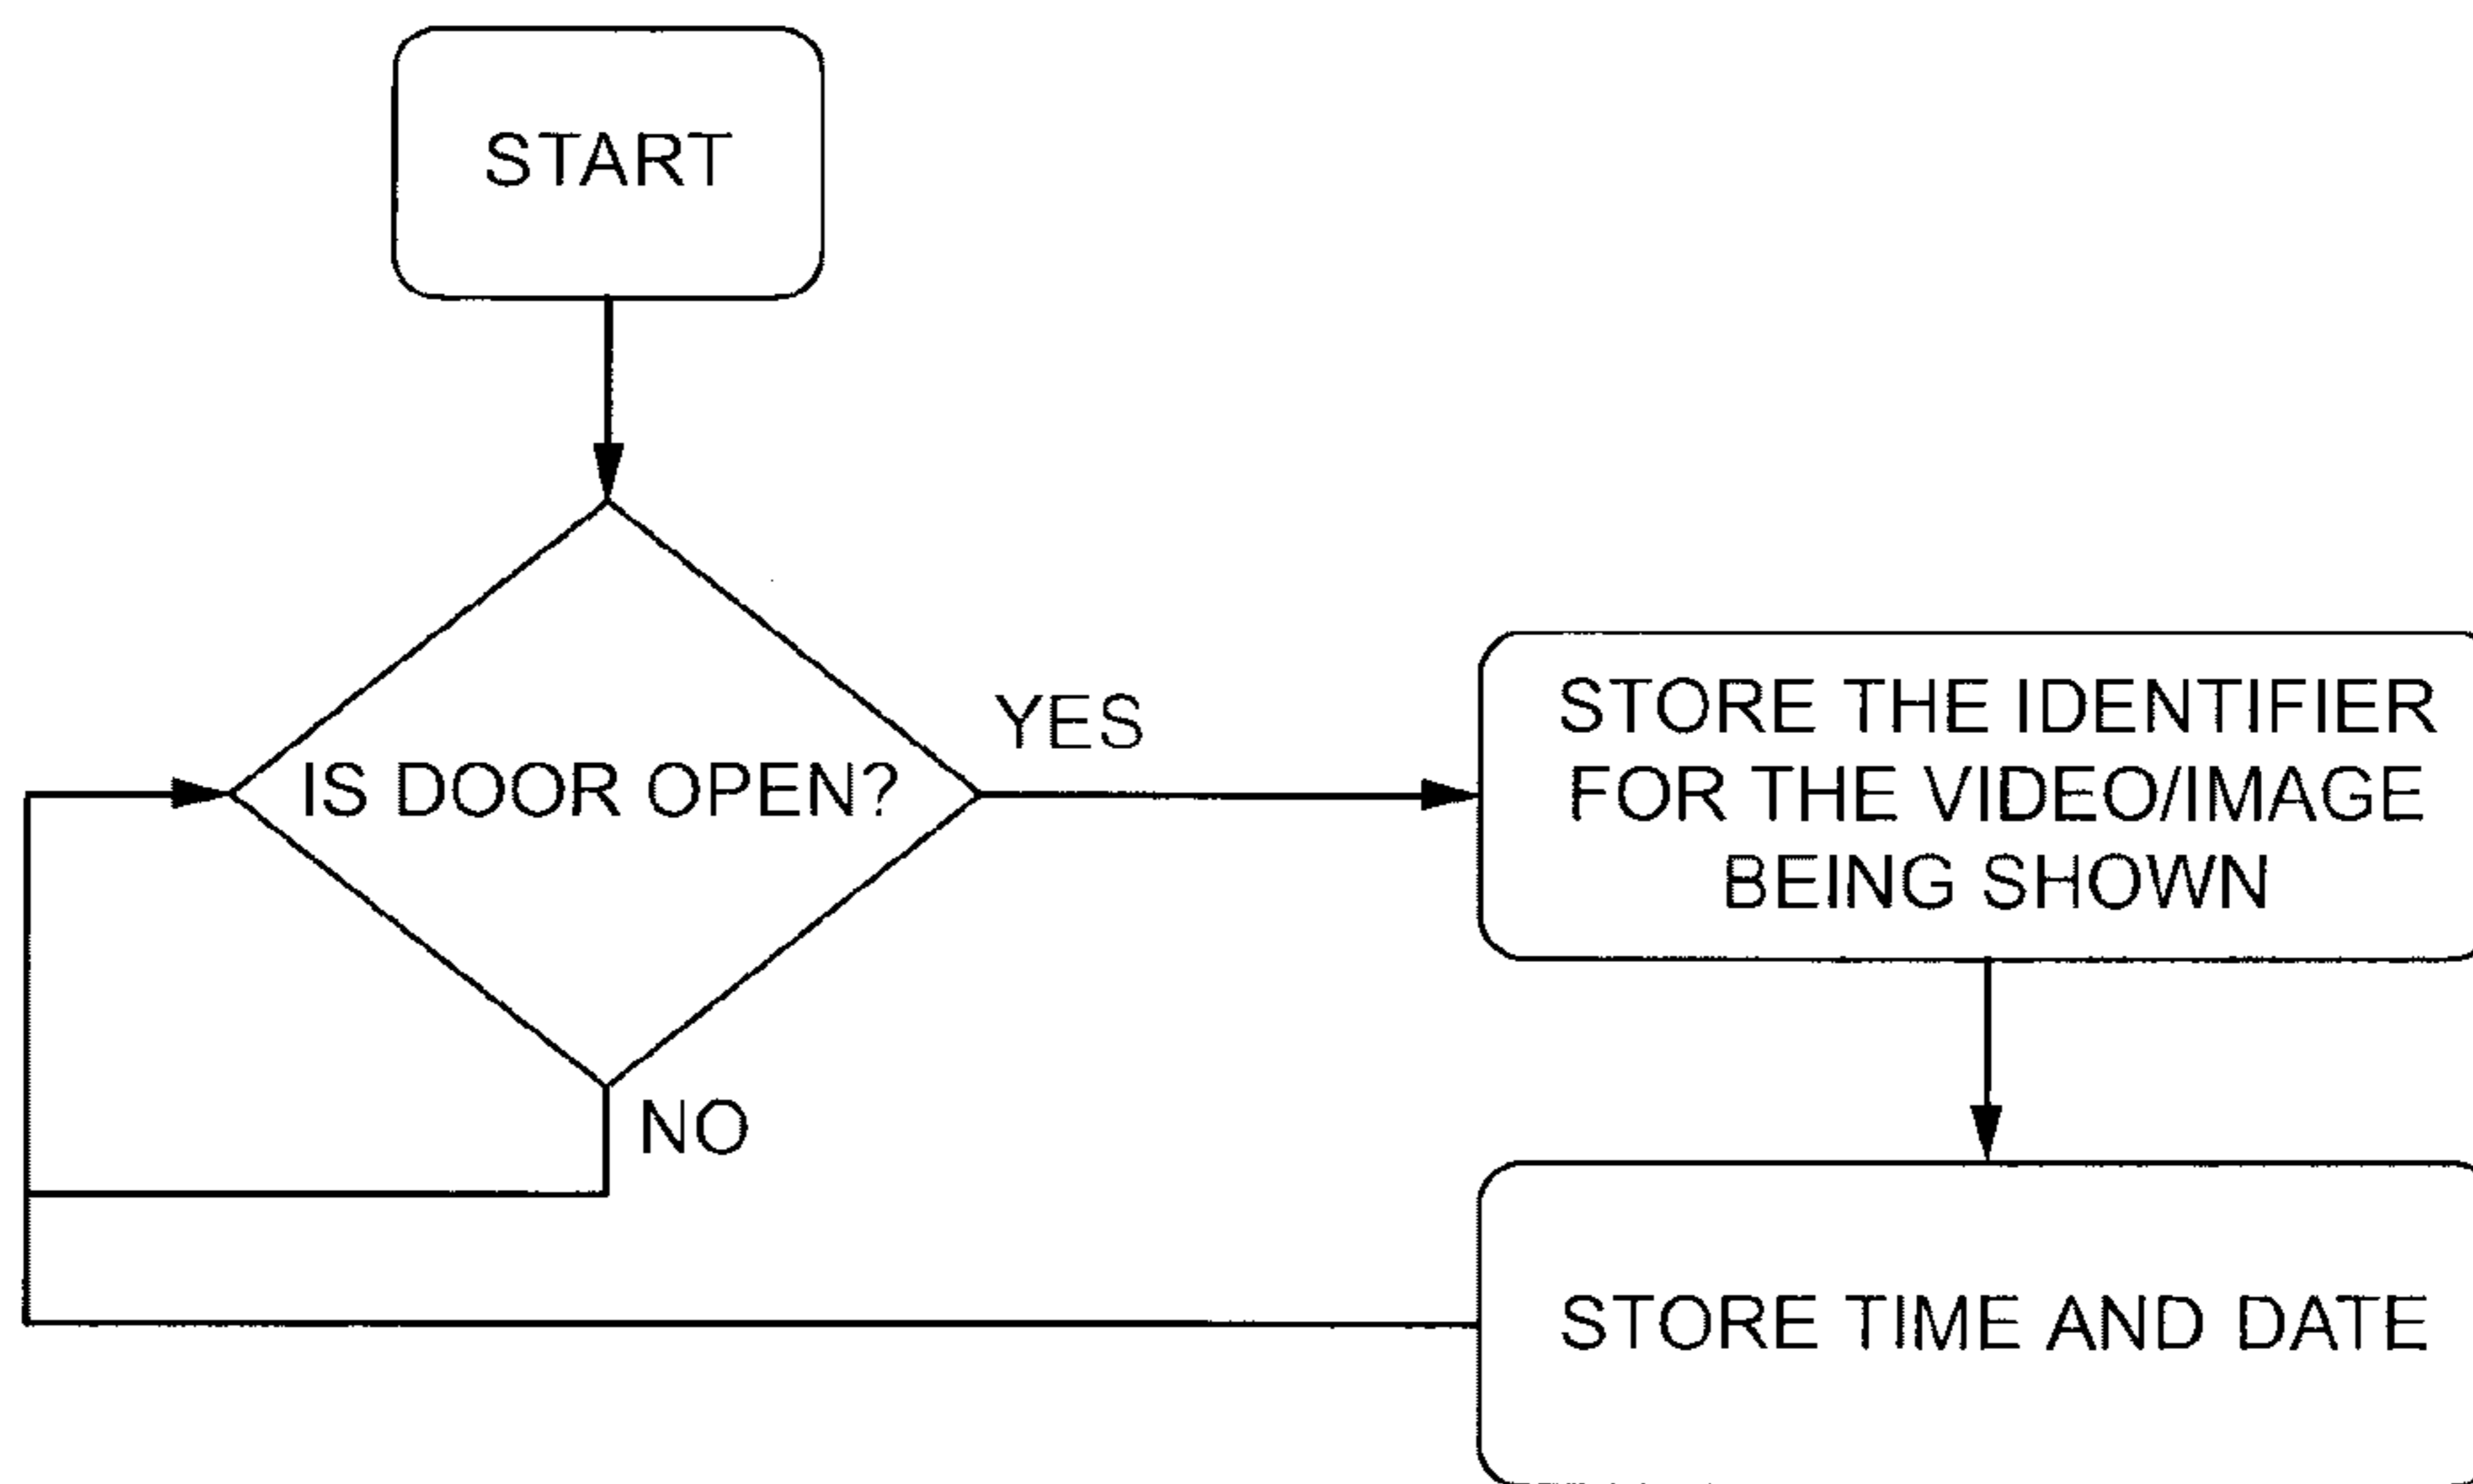 START
IS DOOR OPEN?
YES
STORE THE IDENTIFIER
FOR THE VIDEO/IMAGE
BEING SHOWN
NO
STORE TIME AND DATE